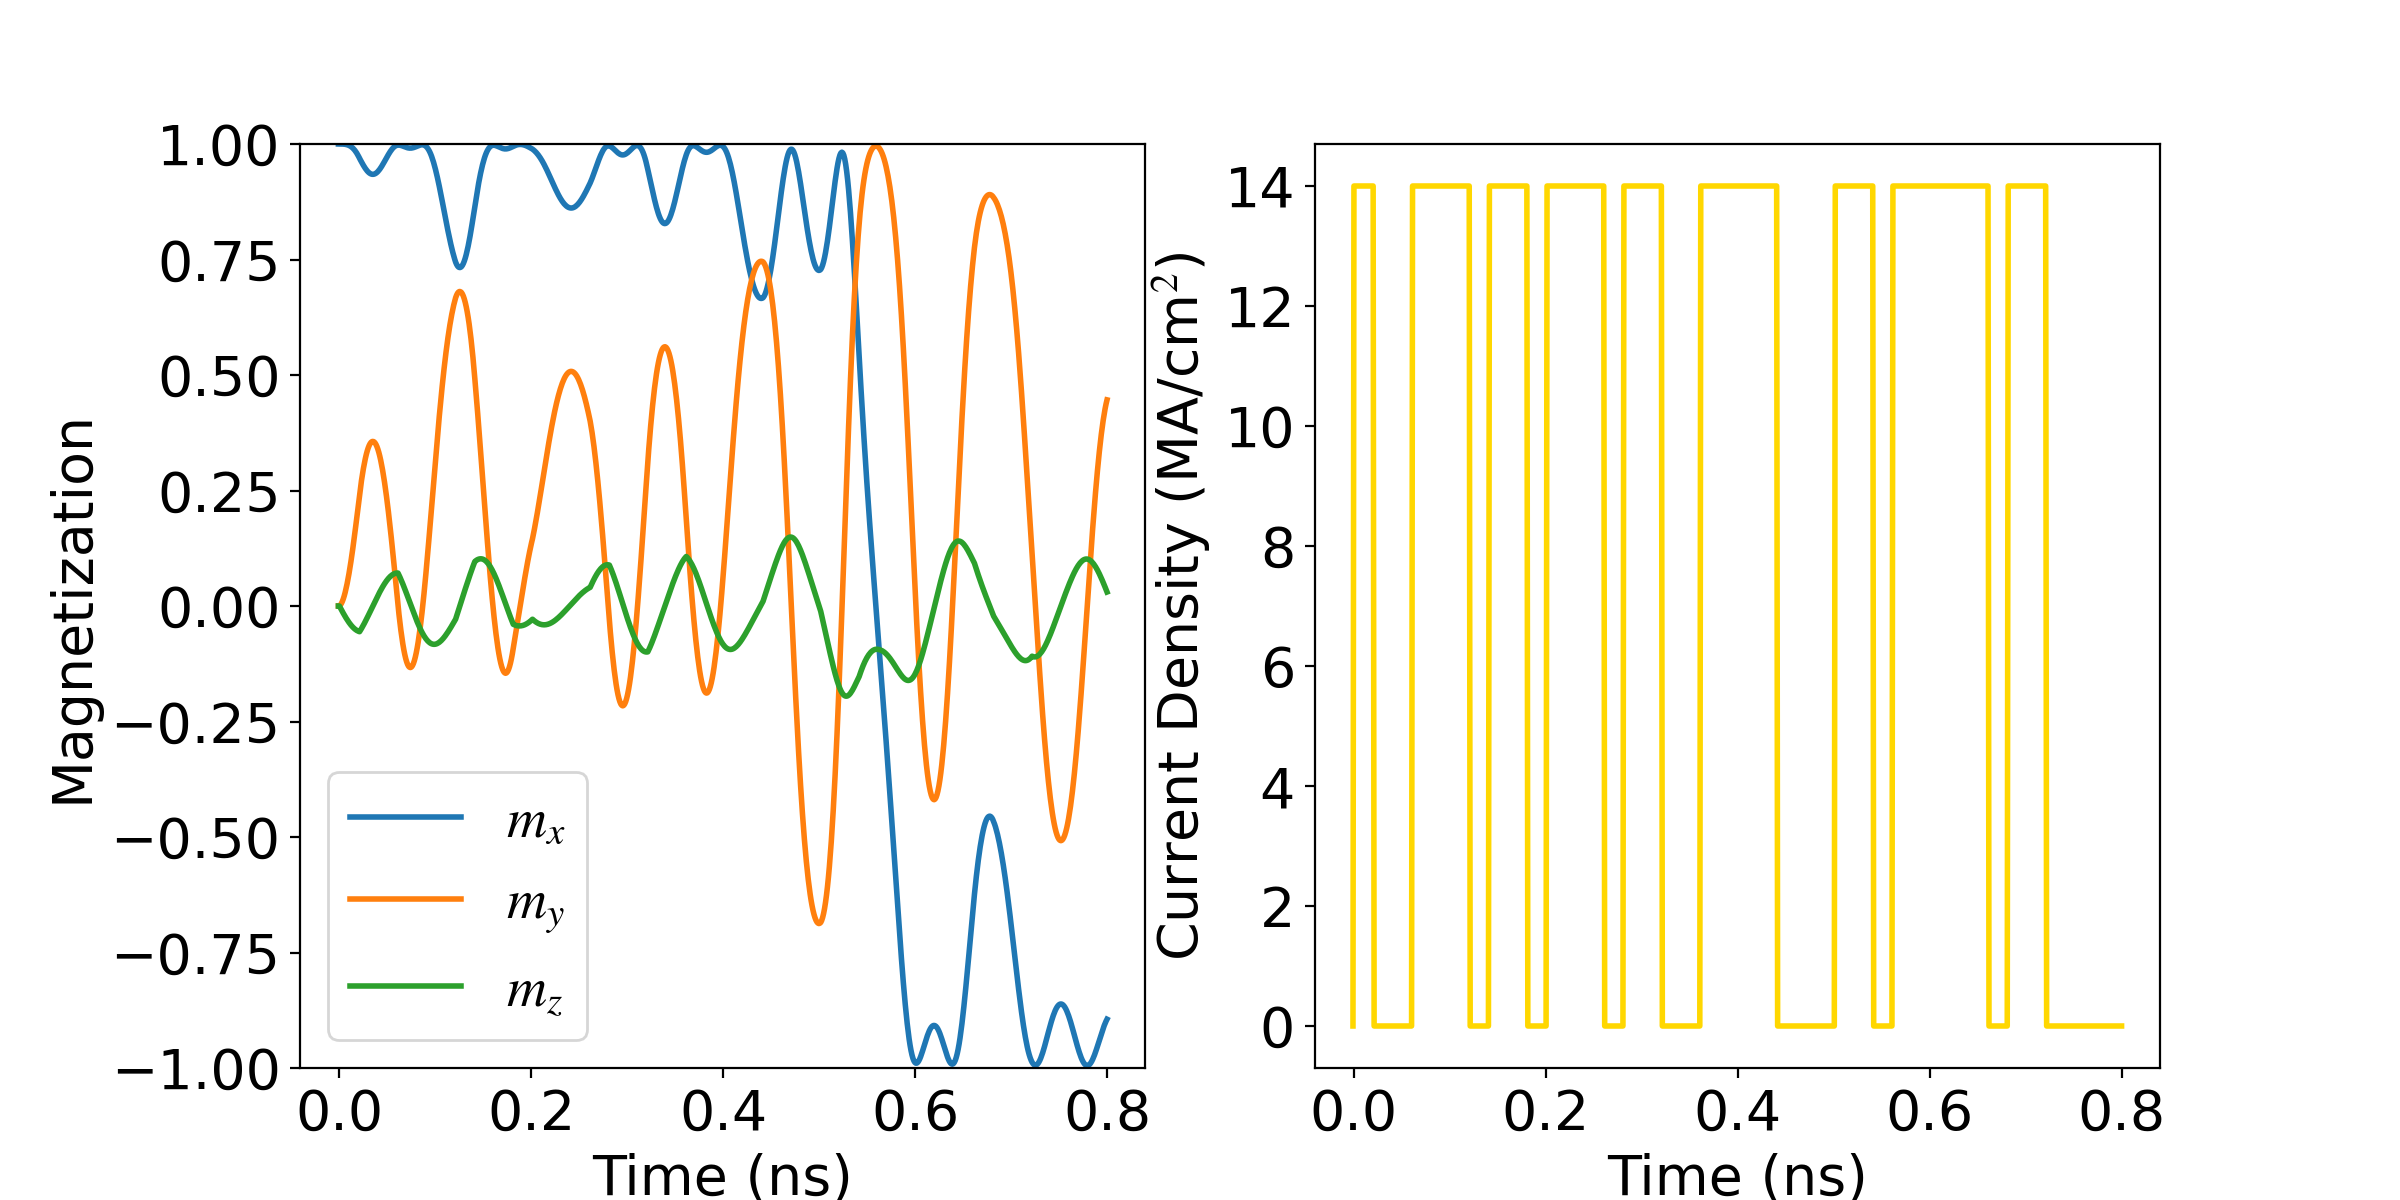 1.00
0.75
0.50
0.25
0.00
−0.25
−0.50
−0.75
−1.00
Magnetization
m_x
m_y
m_z
0.0 0.2 0.4 0.6 0.8
Time (ns)
14
12
10
8
6
4
2
0
Current Density (MA/cm²)
0.0 0.2 0.4 0.6 0.8
Time (ns)